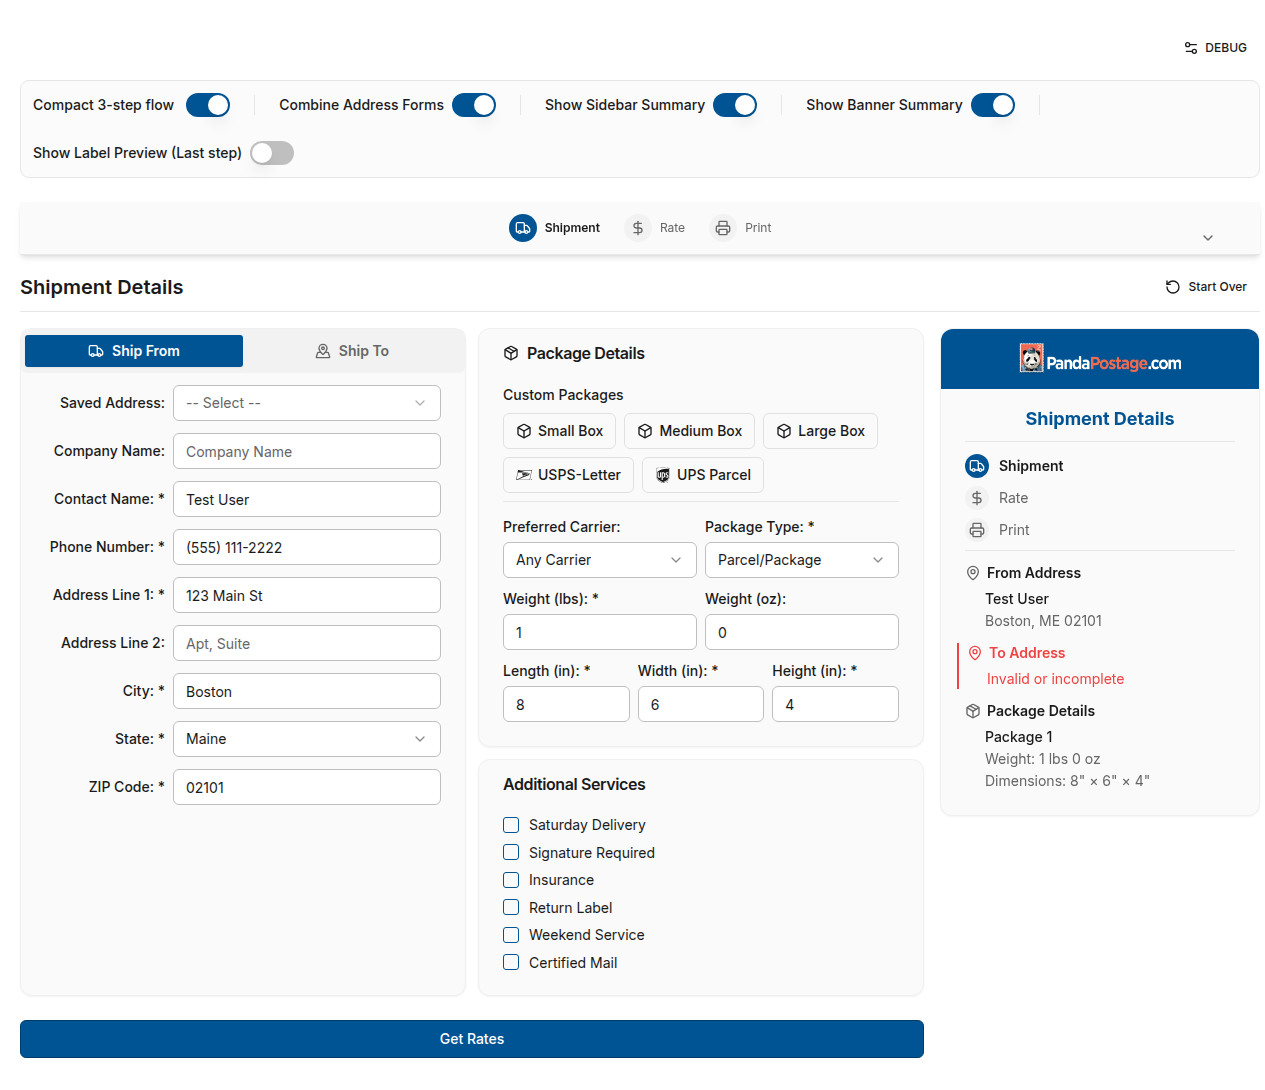 DEBUG
Compact 3-step flow
Combine Address Forms
Show Sidebar Summary
Show Banner Summary
Show Label Preview (Last step)
Shipment
Rate
Print
Shipment Details
Start Over
Ship From
Ship To
Saved Address: -- Select --
Company Name: Company Name
Contact Name: * Test User
Phone Number: * (555) 111-2222
Address Line 1: * 123 Main St
Address Line 2: Apt, Suite
City: * Boston
State: * Maine
ZIP Code: * 02101
Package Details
Custom Packages
Small Box
Medium Box
Large Box
USPS-Letter
UPS Parcel
Preferred Carrier: Package Type: *
Any Carrier Parcel/Package
Weight (lbs): * Weight (oz):
1 0
Length (in): * Width (in): * Height (in): *
8 6 4
Additional Services
Saturday Delivery
Signature Required
Insurance
Return Label
Weekend Service
Certified Mail
Get Rates
PandaPostage.com
Shipment Details
Shipment
Rate
Print
From Address
Test User
Boston, ME 02101
To Address
Invalid or incomplete
Package Details
Package 1
Weight: 1 lbs 0 oz
Dimensions: 8" × 6" × 4"